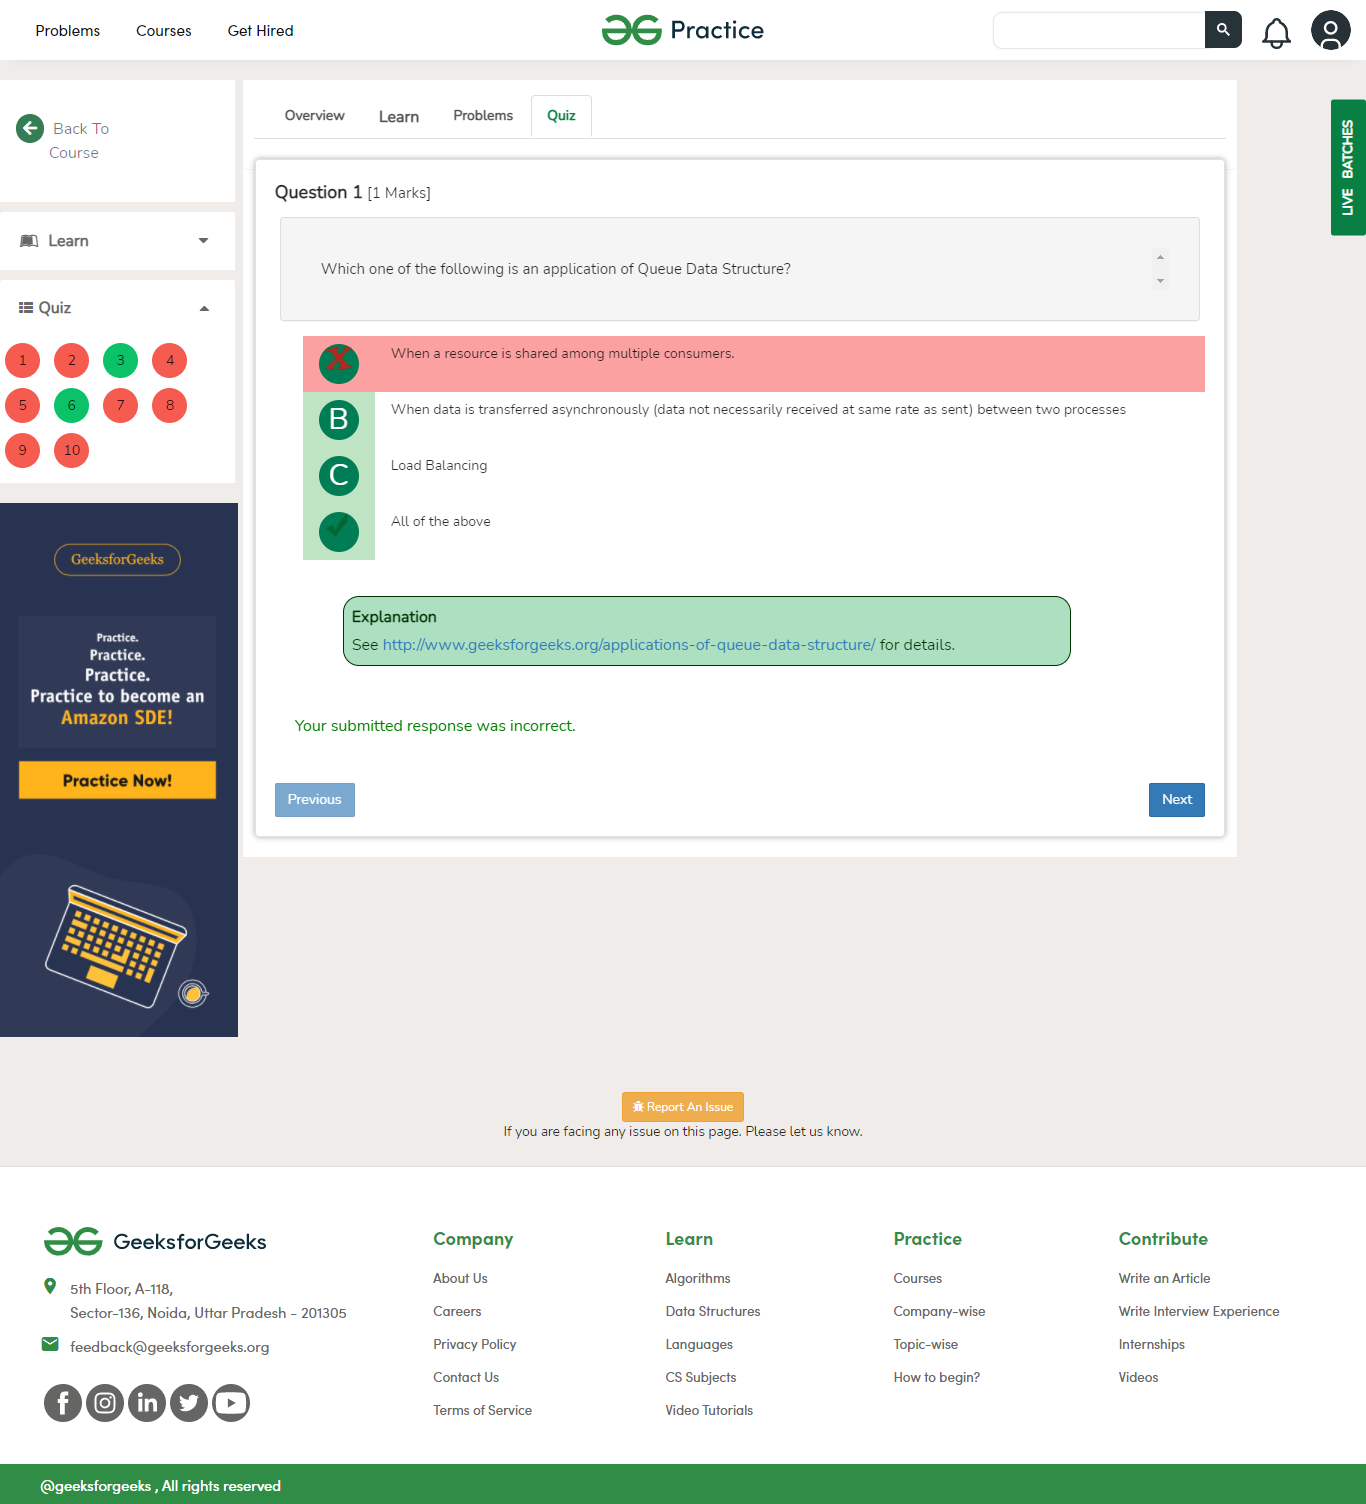 Problems Courses Get Hired
Practice
Back To
Course
Learn
Quiz
1 2 3 4
5 6 7 8
9 10
GeeksforGeeks
Practice.
Practice.
Practice.
Practice to become an
Amazon SDE!
Practice Now!
Overview Learn Problems Quiz
LIVE BATCHES
Question 1 [1 Marks]
Which one of the following is an application of Queue Data Structure?
X When a resource is shared among multiple consumers.
B When data is transferred asynchronously (data not necessarily received at same rate as sent) between two processes
C Load Balancing
All of the above
Explanation
See http://www.geeksforgeeks.org/applications-of-queue-data-structure/ for details.
Your submitted response was incorrect.
Previous Next
Report An Issue
If you are facing any issue on this page. Please let us know.
GeeksforGeeks
5th Floor, A-118,
Sector-136, Noida, Uttar Pradesh - 201305
feedback@geeksforgeeks.org
Company
About Us
Careers
Privacy Policy
Contact Us
Terms of Service
Learn
Algorithms
Data Structures
Languages
CS Subjects
Video Tutorials
Practice
Courses
Company-wise
Topic-wise
How to begin?
Contribute
Write an Article
Write Interview Experience
Internships
Videos
@geeksforgeeks , All rights reserved